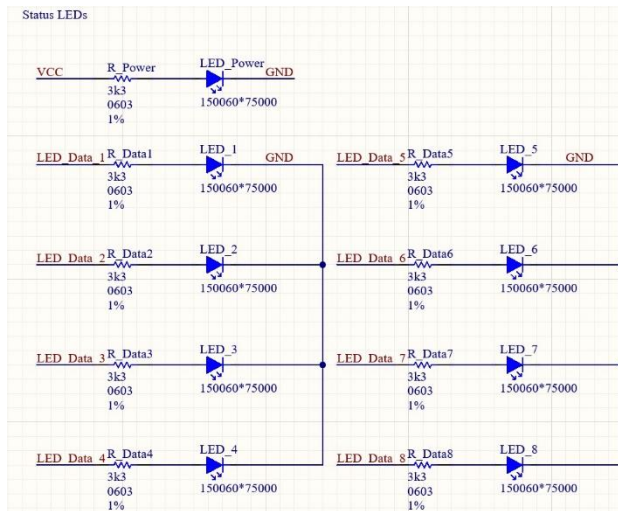 Status LEDs
VCC R_Power LED_Power GND
3k3 150060*75000
0603
1%
LED_Data_1 R_Data1 LED_1 GND
3k3 150060*75000
0603
1%
LED_Data_2 R_Data2 LED_2
3k3 150060*75000
0603
1%
LED_Data_3 R_Data3 LED_3
3k3 150060*75000
0603
1%
LED_Data_4 R_Data4 LED_4
3k3 150060*75000
0603
1%
LED_Data_5 R_Data5 LED_5 GND
3k3 150060*75000
0603
1%
LED_Data_6 R_Data6 LED_6
3k3 150060*75000
0603
1%
LED_Data_7 R_Data7 LED_7
3k3 150060*75000
0603
1%
LED_Data_8 R_Data8 LED_8
3k3 150060*75000
0603
1%